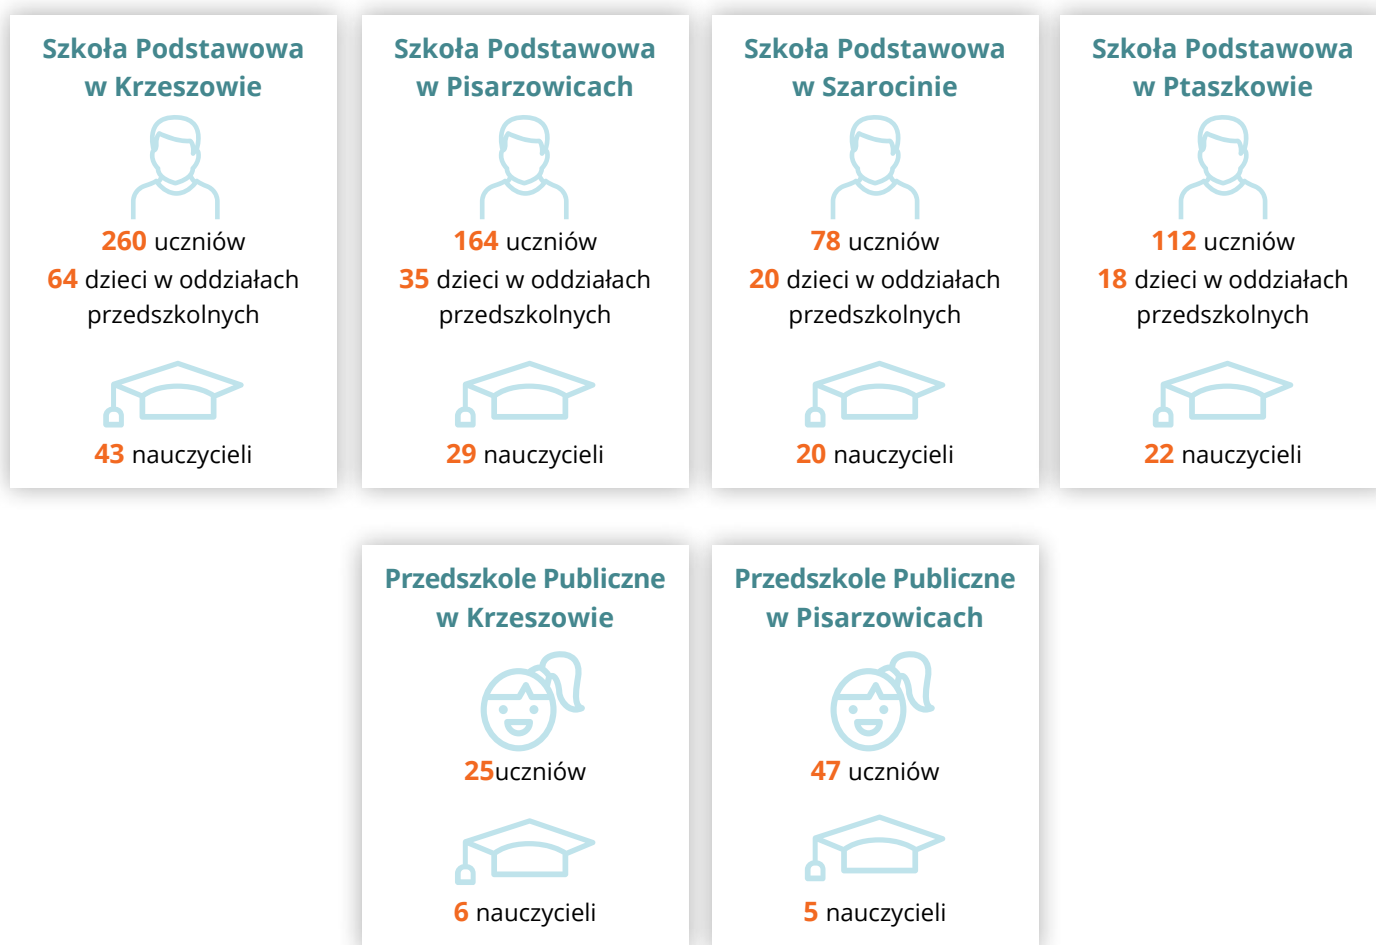 Szkoła Podstawowa
w Krzeszowie
260 uczniów
64 dzieci w oddziałach
przedszkolnych
43 nauczycieli
Szkoła Podstawowa
w Pisarzowicach
164 uczniów
35 dzieci w oddziałach
przedszkolnych
29 nauczycieli
Szkoła Podstawowa
w Szarocinie
78 uczniów
20 dzieci w oddziałach
przedszkolnych
20 nauczycieli
Szkoła Podstawowa
w Ptaszkowie
112 uczniów
18 dzieci w oddziałach
przedszkolnych
22 nauczycieli
Przedszkole Publiczne
w Krzeszowie
25uczniów
6 nauczycieli
Przedszkole Publiczne
w Pisarzowicach
47 uczniów
5 nauczycieli